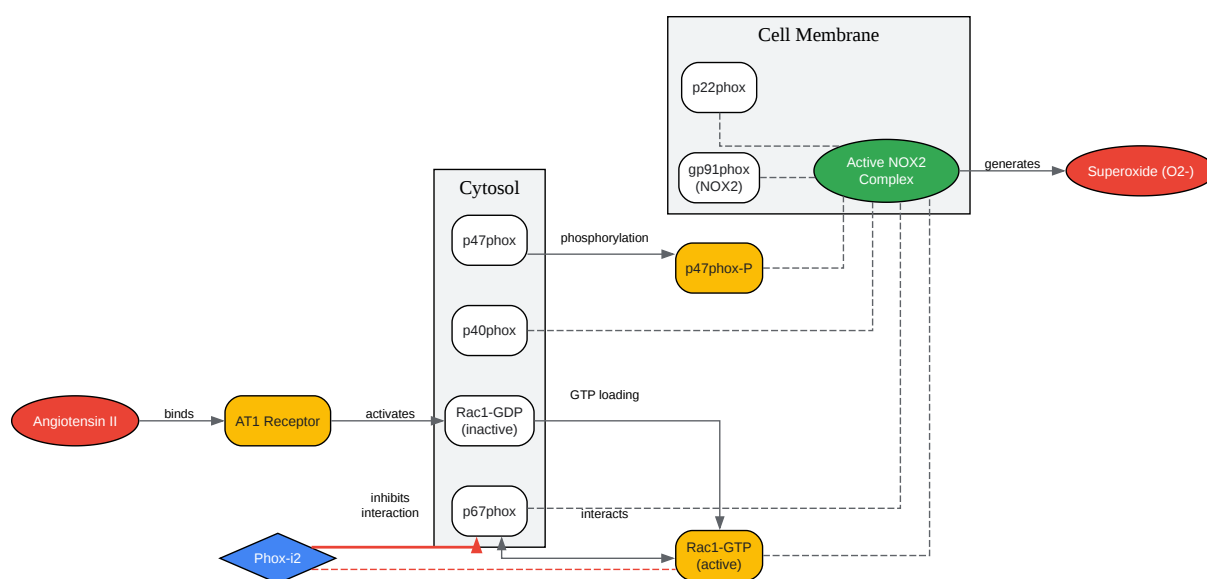 Cell Membrane
p22phox
gp91phox
(NOX2)
Active NOX2
Complex
generates
Superoxide (O2-)
Cytosol
p47phox
phosphorylation
p47phox-P
p40phox
GTP loading
Angiotensin II
binds
AT1 Receptor
activates
Rac1-GDP
(inactive)
inhibits
interaction
p67phox
interacts
Phox-i2
Rac1-GTP
(active)